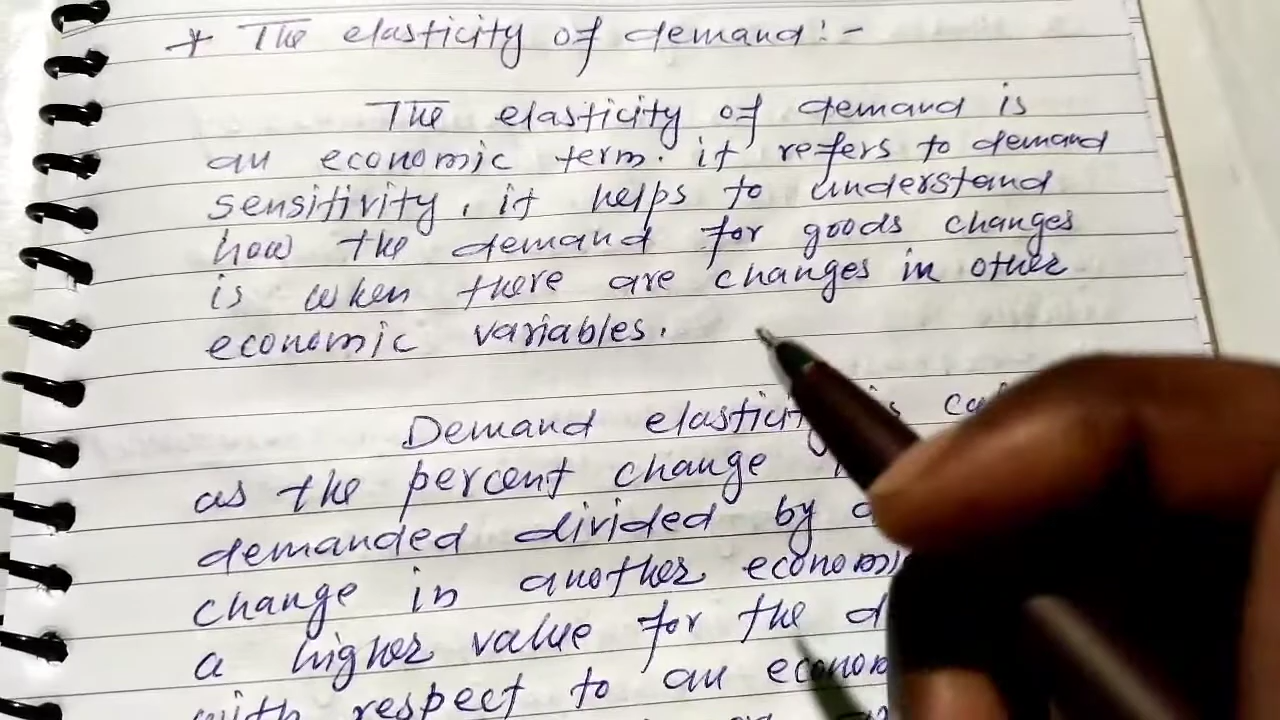 * The elasticity of demand:-
The elasticity of demand is
an economic term. it refers to demand
sensitivity, it helps to understand
how the demand for goods changes
is when there are changes in other
economic variables.
Demand elasticity is
as the percent change
demanded divided by
change in another
a higher value for the
with respect to an